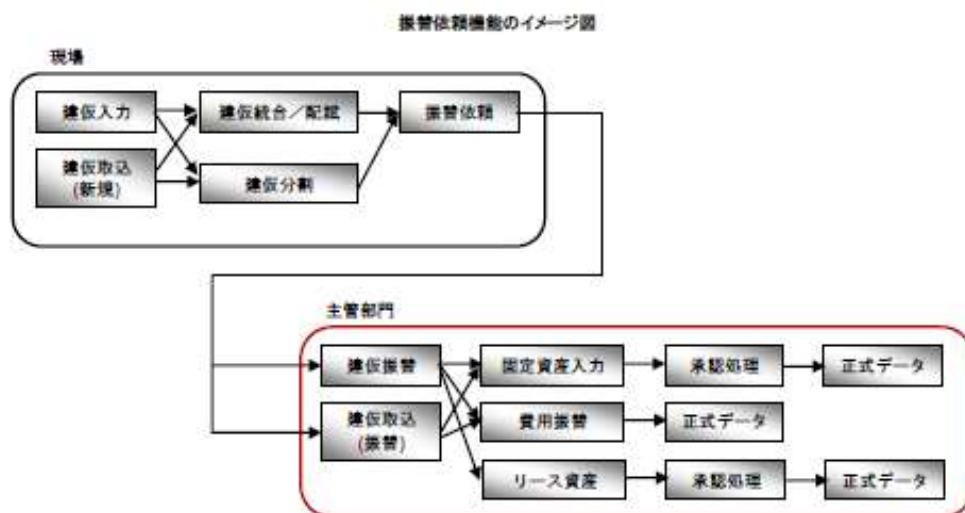 振替依頼機能のイメージ図
現場
建仮入力
建仮統合／配賦
振替依頼
建仮取込
(新規)
建仮分割
主管部門
建仮振替
固定資産入力
承認処理
正式データ
建仮取込
(振替)
費用振替
正式データ
リース資産
承認処理
正式データ